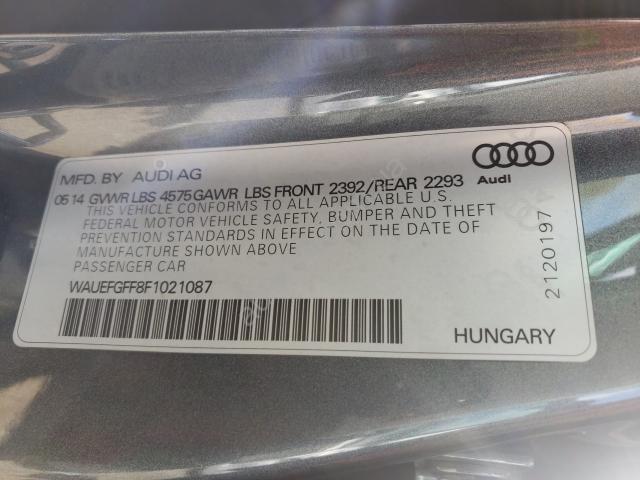 MFD. BY AUDI AG
0514 GVWR LBS 4575 GAWR LBS FRONT 2392/REAR 2293
THIS VEHICLE CONFORMS TO ALL APPLICABLE U.S.
FEDERAL MOTOR VEHICLE SAFETY, BUMPER AND THEFT
PREVENTION STANDARDS IN EFFECT ON THE DATE OF
MANUFACTURE SHOWN ABOVE
PASSENGER CAR
WAUEFGFF8F1021087
Audi
2120197
HUNGARY